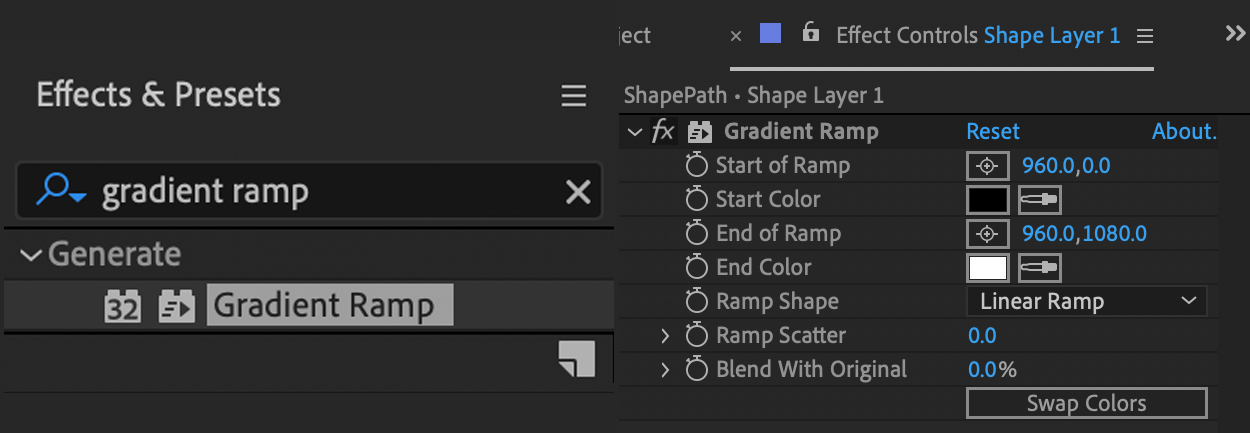 Effects & Presets
gradient ramp
Generate
32 Gradient Ramp
ject
Effect Controls Shape Layer 1
ShapePath • Shape Layer 1
fx Gradient Ramp Reset About.
Start of Ramp 960.0,0.0
Start Color
End of Ramp 960.0,1080.0
End Color
Ramp Shape Linear Ramp
Ramp Scatter 0.0
Blend With Original 0.0%
Swap Colors